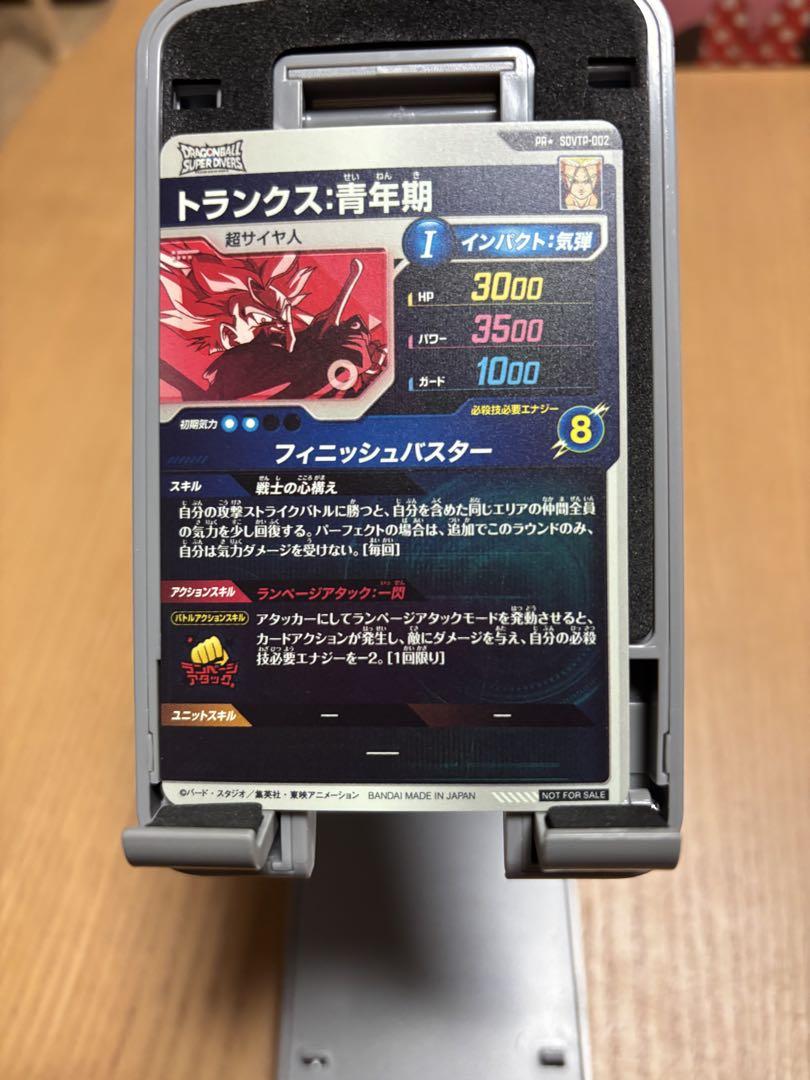 DRAGONBALL
SUPER DIVERS
PR★ SDVTP-002
せいねんき
トランクス:青年期
超サイヤ人
I インパクト:気弾
HP 3000
パワー 3500
ガード 1000
初期気力
必殺技必要エナジー
8
フィニッシュバスター
スキル 戦士の心構え
自分の攻撃ストライクバトルに勝つと、自分を含めた同じエリアの仲間全員
の気力を少し回復する。パーフェクトの場合は、追加でこのラウンドのみ、
自分は気力ダメージを受けない。[毎回]
アクションスキル ランページアタック:一閃
バトルアクションスキル
アタッカーにしてランページアタックモードを発動させると、
カードアクションが発生し、敵にダメージを与え、自分の必殺
技必要エナジーを−2。[1回限り]
ランページ
アタック
ユニットスキル — —
—
©バード・スタジオ/集英社・東映アニメーション BANDAI MADE IN JAPAN NOT FOR SALE